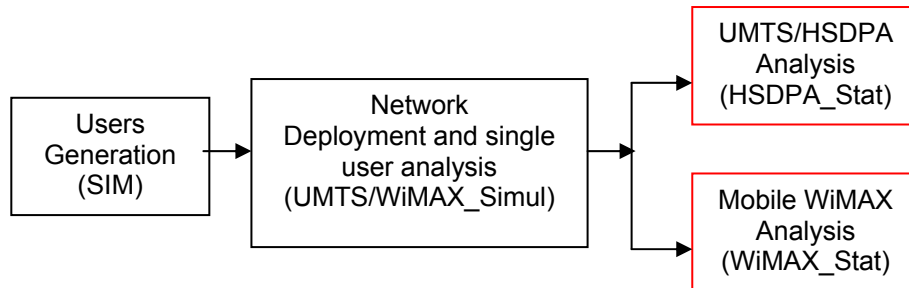 Users
Generation
(SIM)
Network
Deployment and single
user analysis
(UMTS/WiMAX_Simul)
UMTS/HSDPA
Analysis
(HSDPA_Stat)
Mobile WiMAX
Analysis
(WiMAX_Stat)